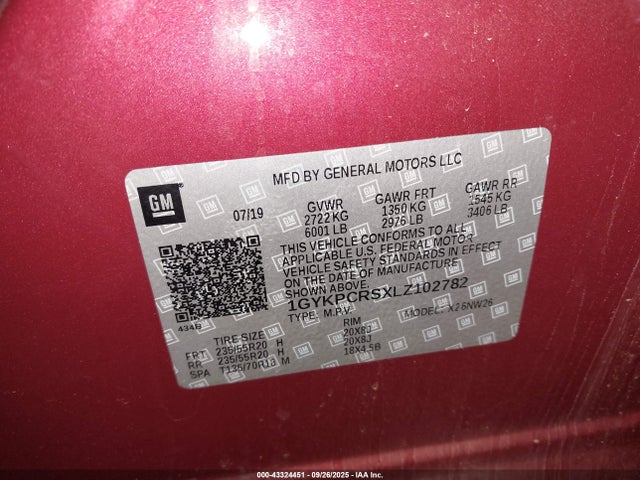 MFD BY GENERAL MOTORS LLC
GM
07/19
GVWR GAWR FRT GAWR RR
2722 KG 1350 KG 1545 KG
6001 LB 2976 LB 3406 LB
THIS VEHICLE CONFORMS TO ALL
APPLICABLE U.S. FEDERAL MOTOR
VEHICLE SAFETY STANDARDS IN EFFECT
ON THE DATE OF MANUFACTURE
SHOWN ABOVE.
1GYKPCRSXLZ102782
TYPE: M.P.V. MODEL: X26NW26
434B
TIRE SIZE RIM
FRT 235/55R20 H 20X8J
RR 235/55R20 H 20X8J
SPA T135/70R18 M 18X4.5B
000-43324451 - 09/26/2025 - IAA Inc.